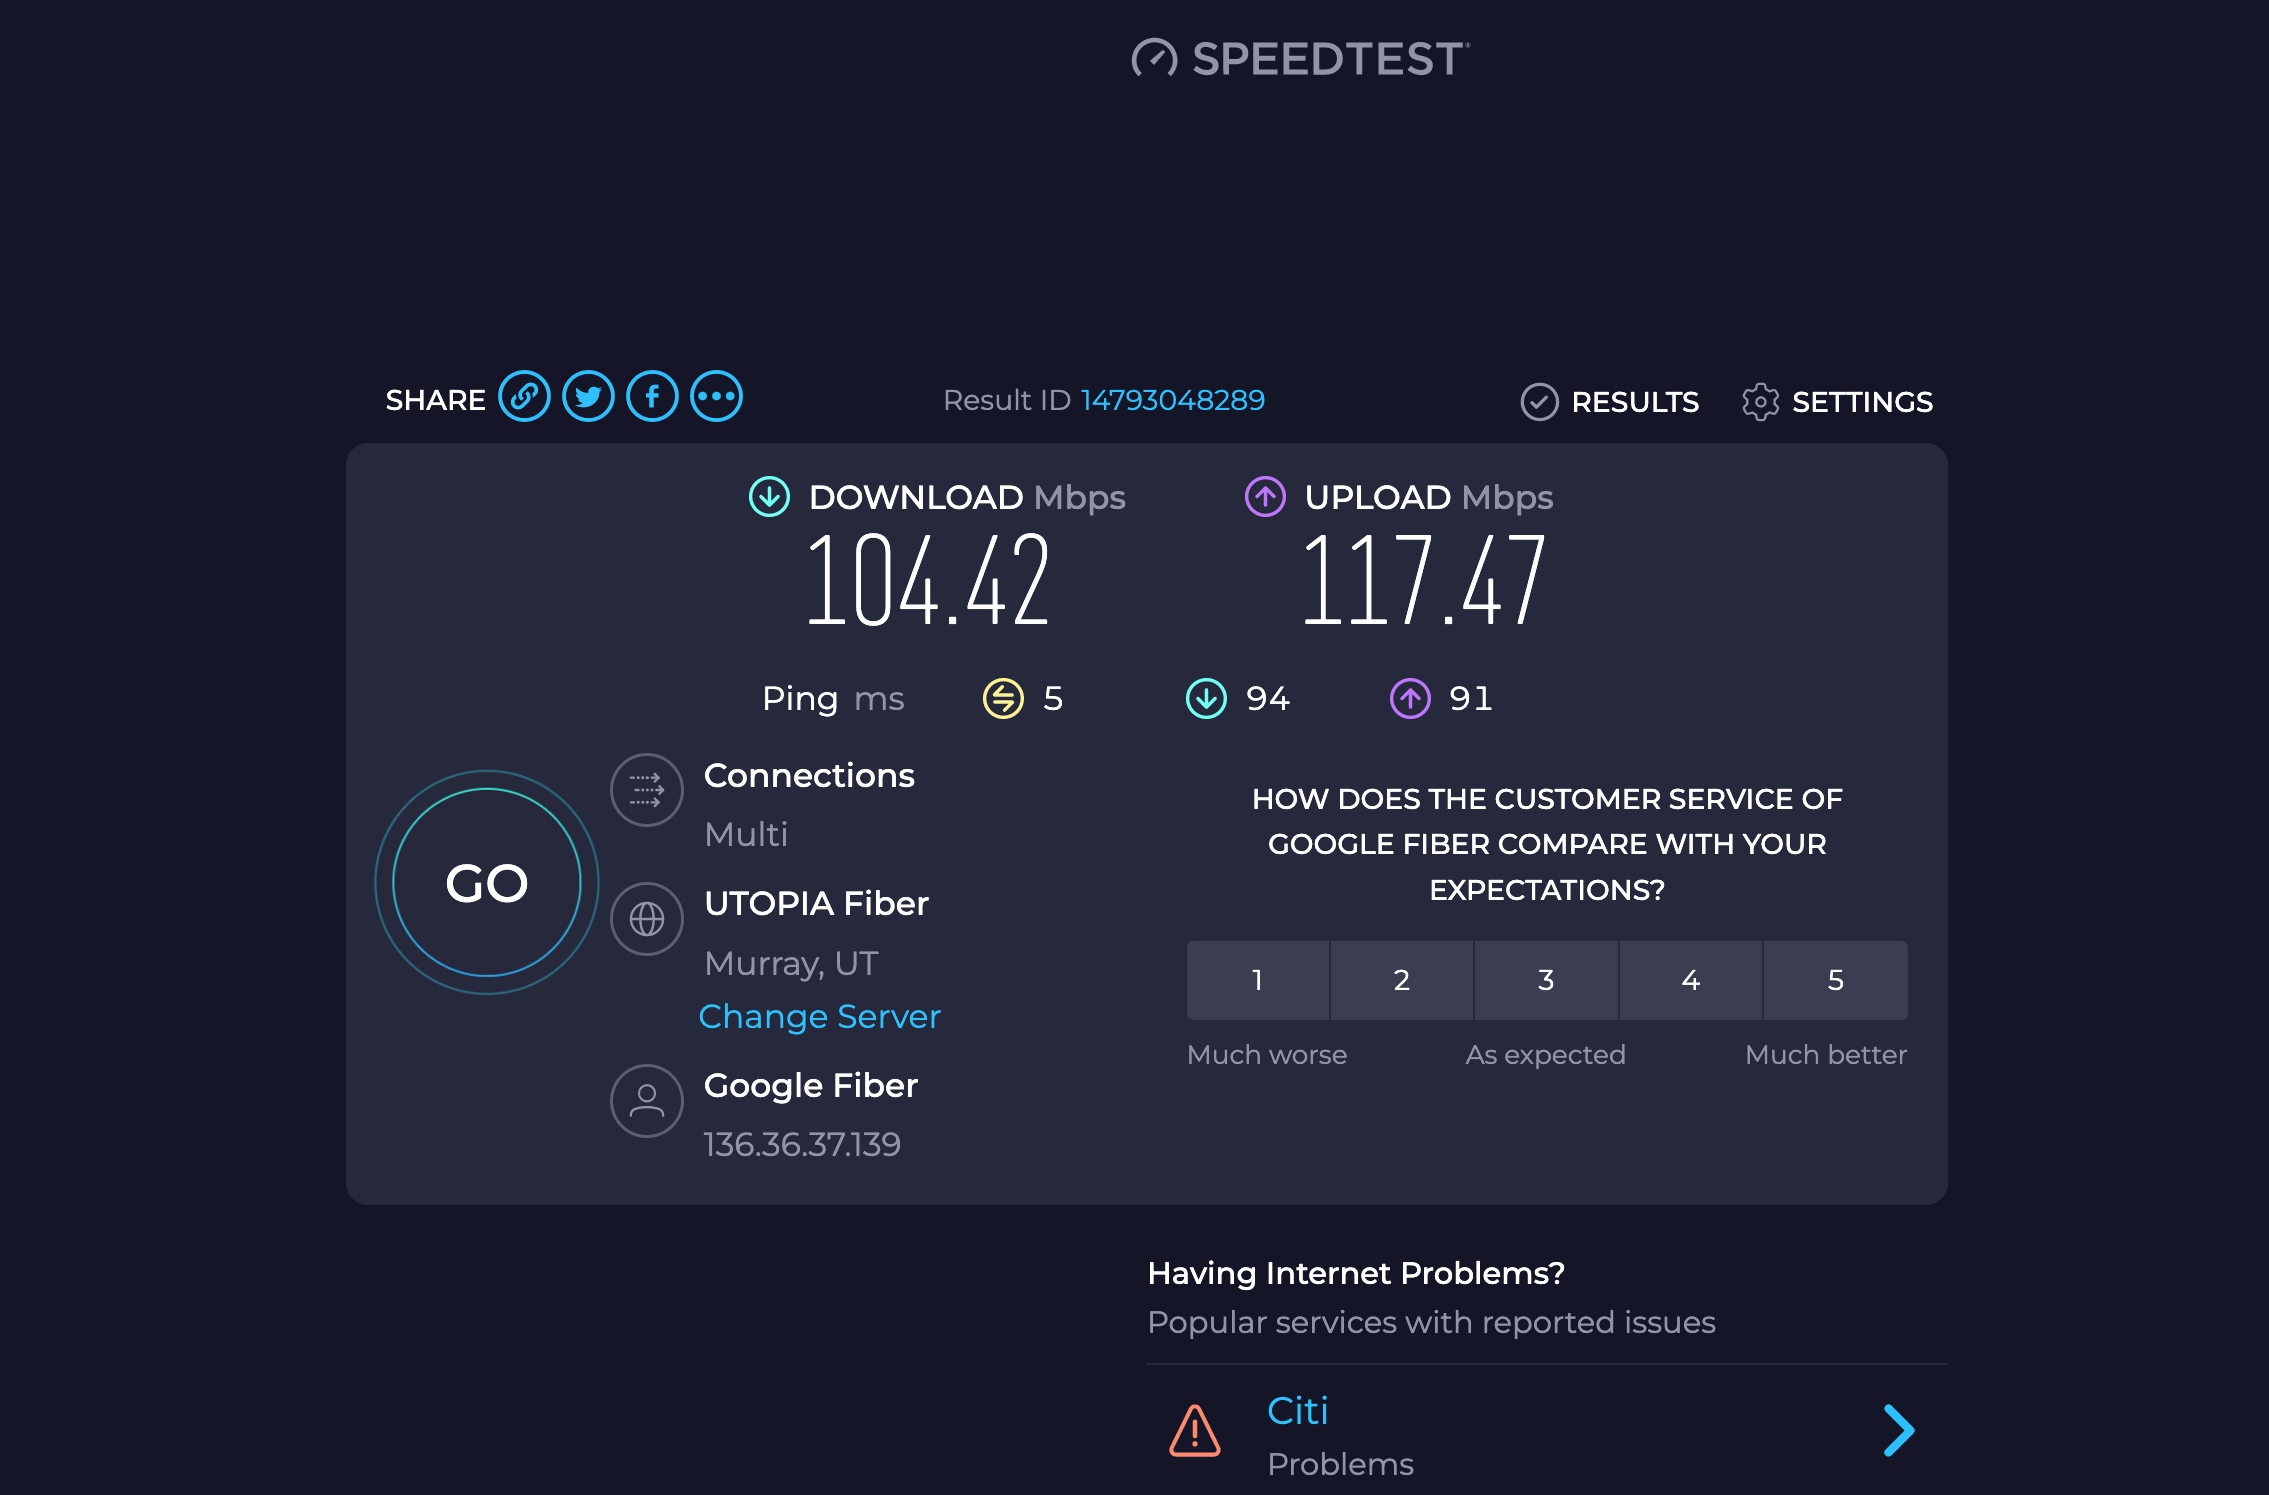 SPEEDTEST
SHARE
Result ID 14793048289
RESULTS
SETTINGS
DOWNLOAD Mbps
104.42
UPLOAD Mbps
117.47
Ping ms 5 94 91
GO
Connections
Multi
UTOPIA Fiber
Murray, UT
Change Server
Google Fiber
136.36.37.139
HOW DOES THE CUSTOMER SERVICE OF
GOOGLE FIBER COMPARE WITH YOUR
EXPECTATIONS?
1 2 3 4 5
Much worse As expected Much better
Having Internet Problems?
Popular services with reported issues
Citi
Problems